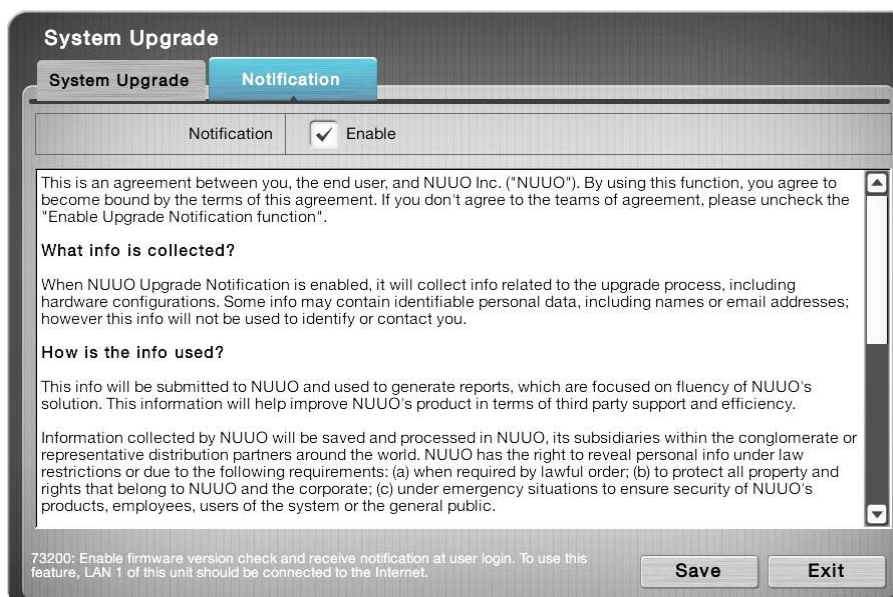 System Upgrade
System Upgrade
Notification
Notification
Enable
This is an agreement between you, the end user, and NUUO Inc. ("NUUO"). By using this function, you agree to
become bound by the terms of this agreement. If you don't agree to the teams of agreement, please uncheck the
"Enable Upgrade Notification function".
What info is collected?
When NUUO Upgrade Notification is enabled, it will collect info related to the upgrade process, including
hardware configurations. Some info may contain identifiable personal data, including names or email addresses;
however this info will not be used to identify or contact you.
How is the info used?
This info will be submitted to NUUO and used to generate reports, which are focused on fluency of NUUO's
solution. This information will help improve NUUO's product in terms of third party support and efficiency.
Information collected by NUUO will be saved and processed in NUUO, its subsidiaries within the conglomerate or
representative distribution partners around the world. NUUO has the right to reveal personal info under law
restrictions or due to the following requirements: (a) when required by lawful order; (b) to protect all property and
rights that belong to NUUO and the corporate; (c) under emergency situations to ensure security of NUUO's
products, employees, users of the system or the general public.
73200: Enable firmware version check and receive notification at user login. To use this
feature, LAN 1 of this unit should be connected to the Internet.
Save
Exit